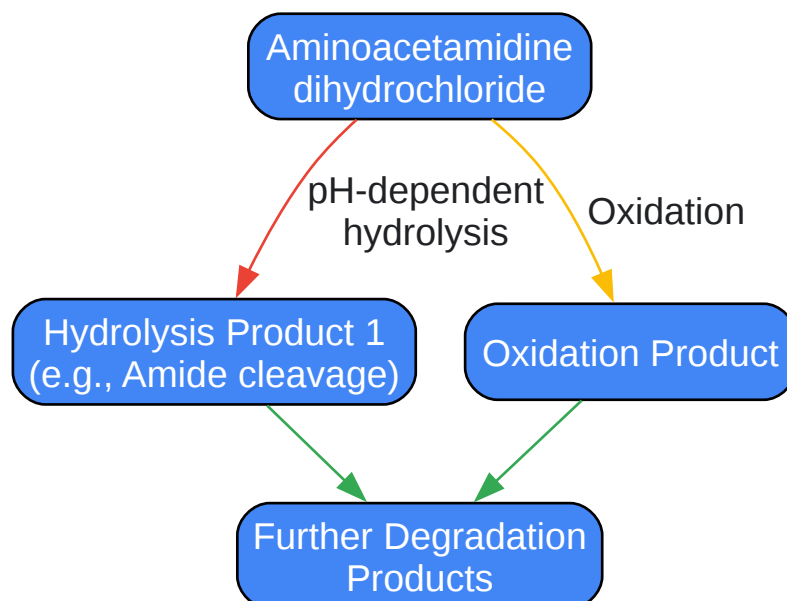 Aminoacetamidine
dihydrochloride
pH-dependent
hydrolysis
Oxidation
Hydrolysis Product 1
(e.g., Amide cleavage)
Oxidation Product
Further Degradation
Products